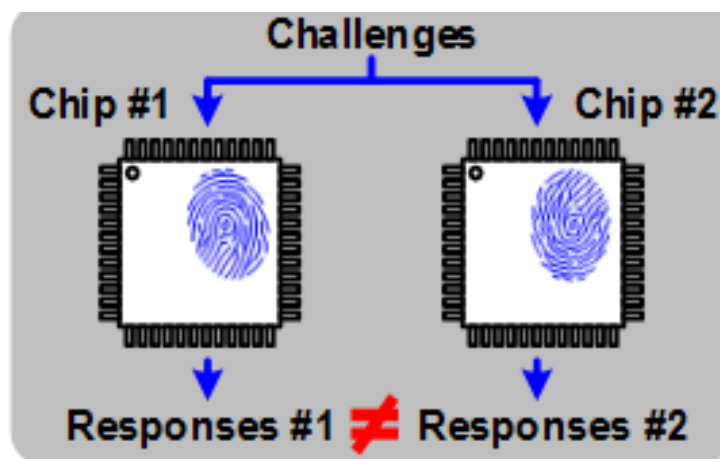 Challenges
Chip #1 Chip #2
Responses #1 ≠ Responses #2